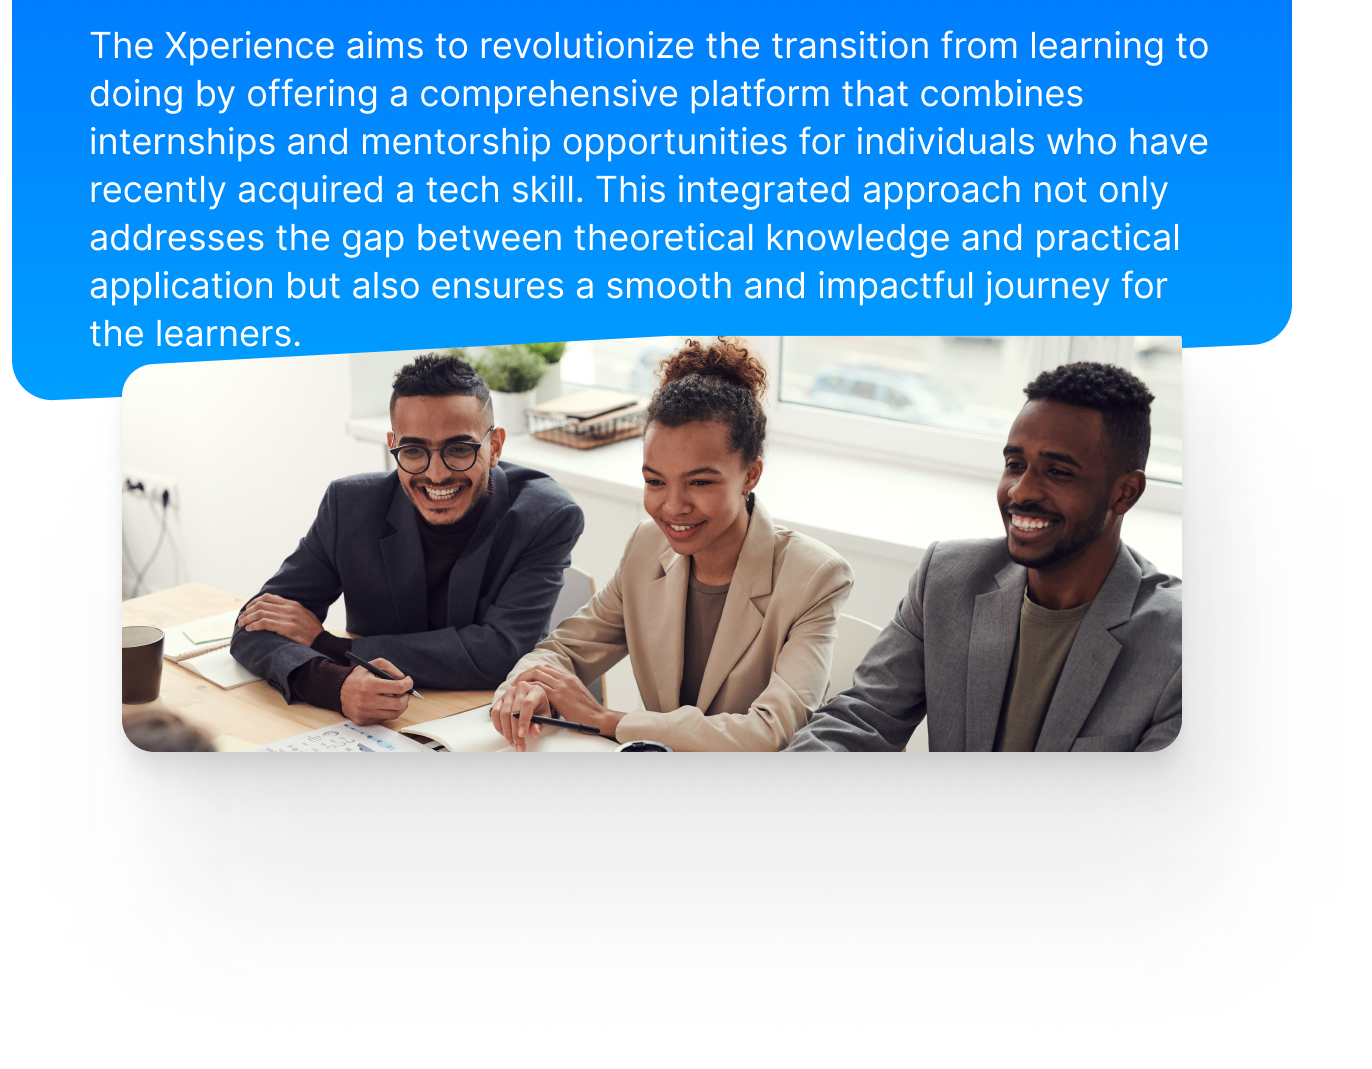 The Xperience aims to revolutionize the transition from learning to
doing by offering a comprehensive platform that combines
internships and mentorship opportunities for individuals who have
recently acquired a tech skill. This integrated approach not only
addresses the gap between theoretical knowledge and practical
application but also ensures a smooth and impactful journey for
the learners.